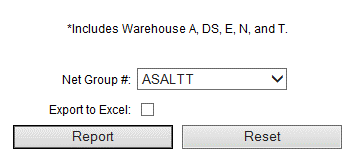 *Includes Warehouse A, DS, E, N, and T.
Net Group #: ASALTT
Export to Excel:
Report Reset